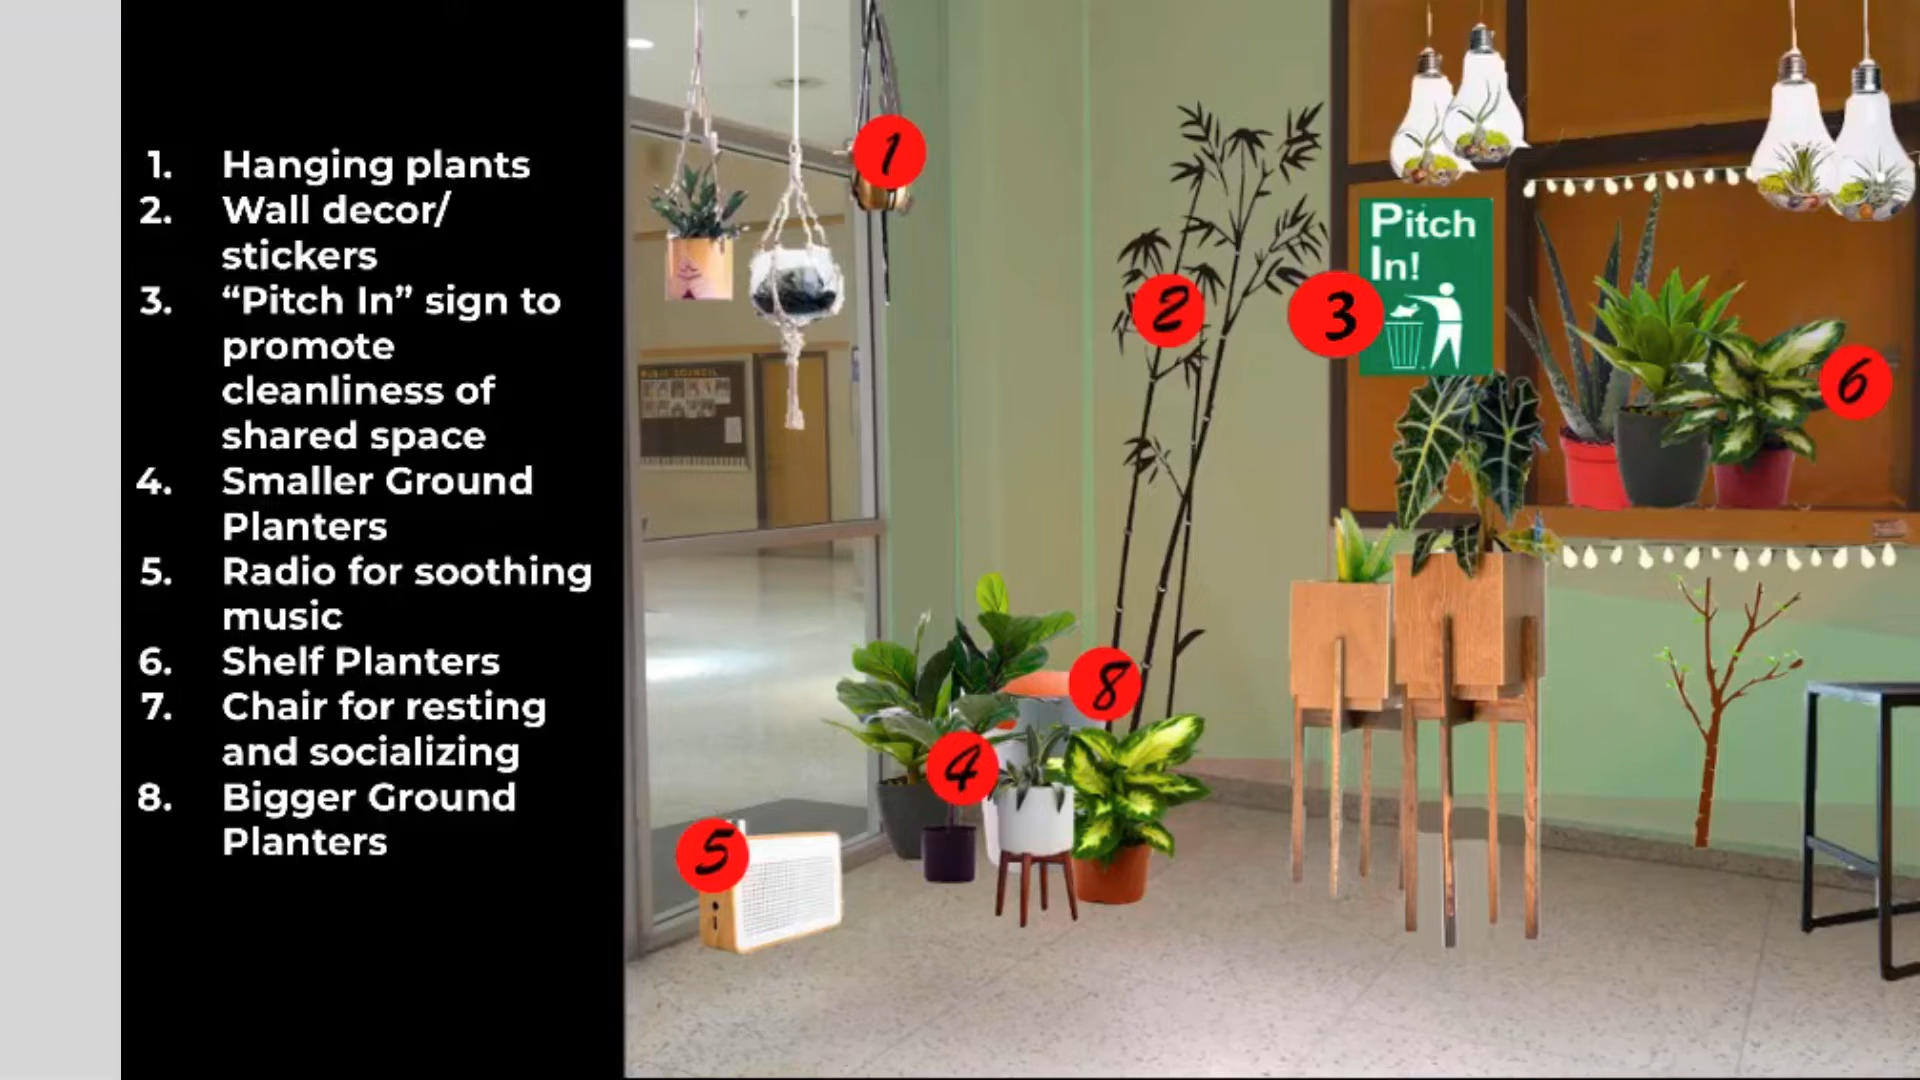 1. Hanging plants
2. Wall decor/
stickers
3. “Pitch In” sign to
promote
cleanliness of
shared space
4. Smaller Ground
Planters
5. Radio for soothing
music
6. Shelf Planters
7. Chair for resting
and socializing
8. Bigger Ground
Planters
1
2
3
Pitch
In!
6
8
4
5
MUSIC COUNCIL